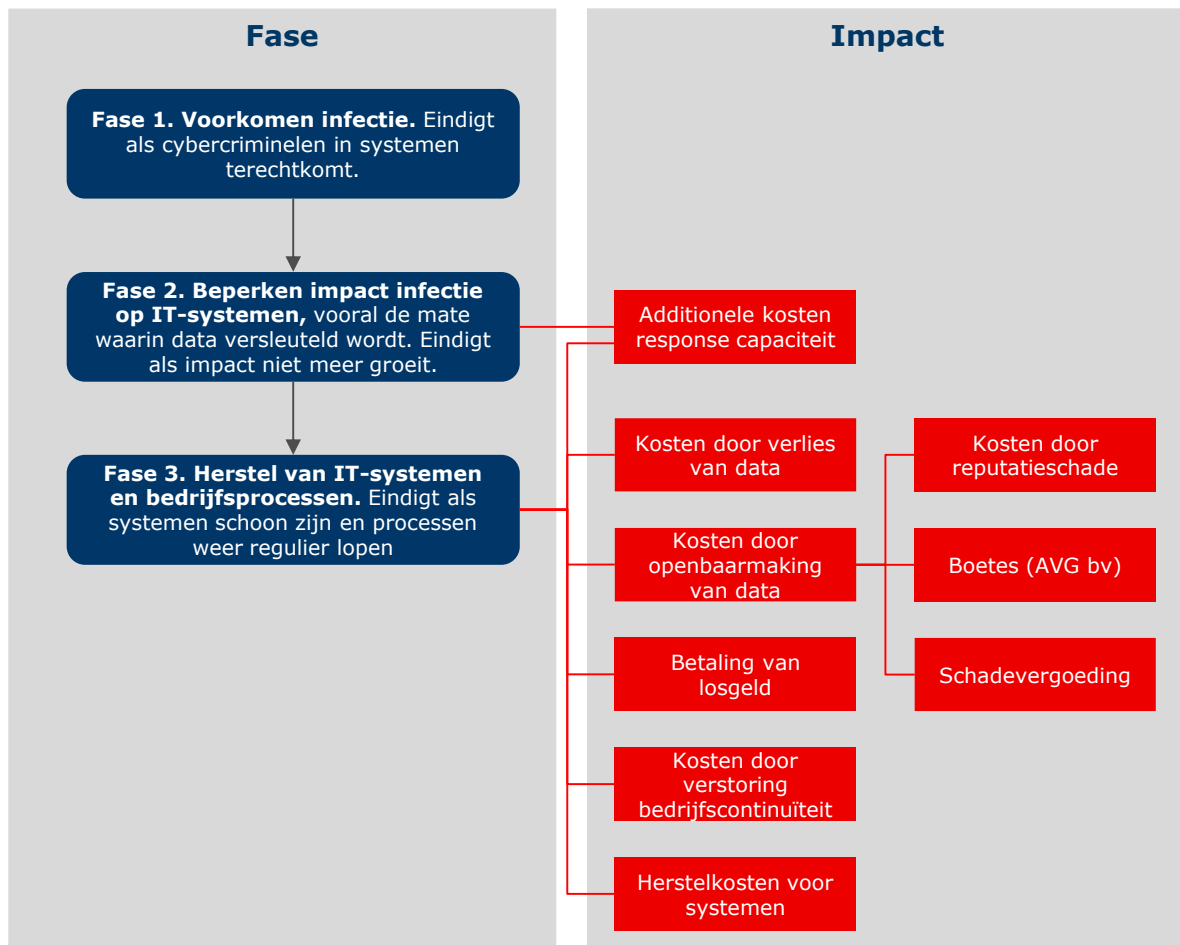 Fase
Fase 1. Voorkomen infectie. Eindigt
als cybercriminelen in systemen
terechtkomt.
Fase 2. Beperken impact infectie
op IT-systemen, vooral de mate
waarin data versleuteld wordt. Eindigt
als impact niet meer groeit.
Fase 3. Herstel van IT-systemen
en bedrijfsprocessen. Eindigt als
systemen schoon zijn en processen
weer regulier lopen
Impact
Additionele kosten
response capaciteit
Kosten door verlies
van data
Kosten door
openbaarmaking
van data
Betaling van
losgeld
Kosten door
verstoring
bedrijfscontinuïteit
Herstelkosten voor
systemen
Kosten door
reputatieschade
Boetes (AVG bv)
Schadevergoeding